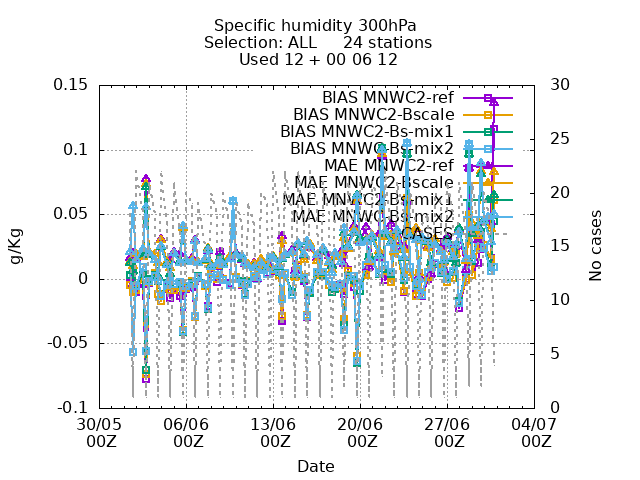 Specific humidity 300hPa
Selection: ALL 24 stations
Used 12 + 00 06 12
0.15
0.1
0.05
0
-0.05
-0.1
30
25
20
15
10
5
0
BIAS MNWC2-ref
BIAS MNWC2-Bscale
BIAS MNWC2-Bs-mix1
BIAS MNWC-Bs-mix2
MAE MNWC2-ref
MAE MNWC2-Bscale
MAE MNWC2-Bs-mix1
MAE MNWC-Bs-mix2
CASES
g/Kg
No cases
30/05 06/06 13/06 20/06 27/06 04/07
00Z 00Z 00Z 00Z 00Z 00Z
Date